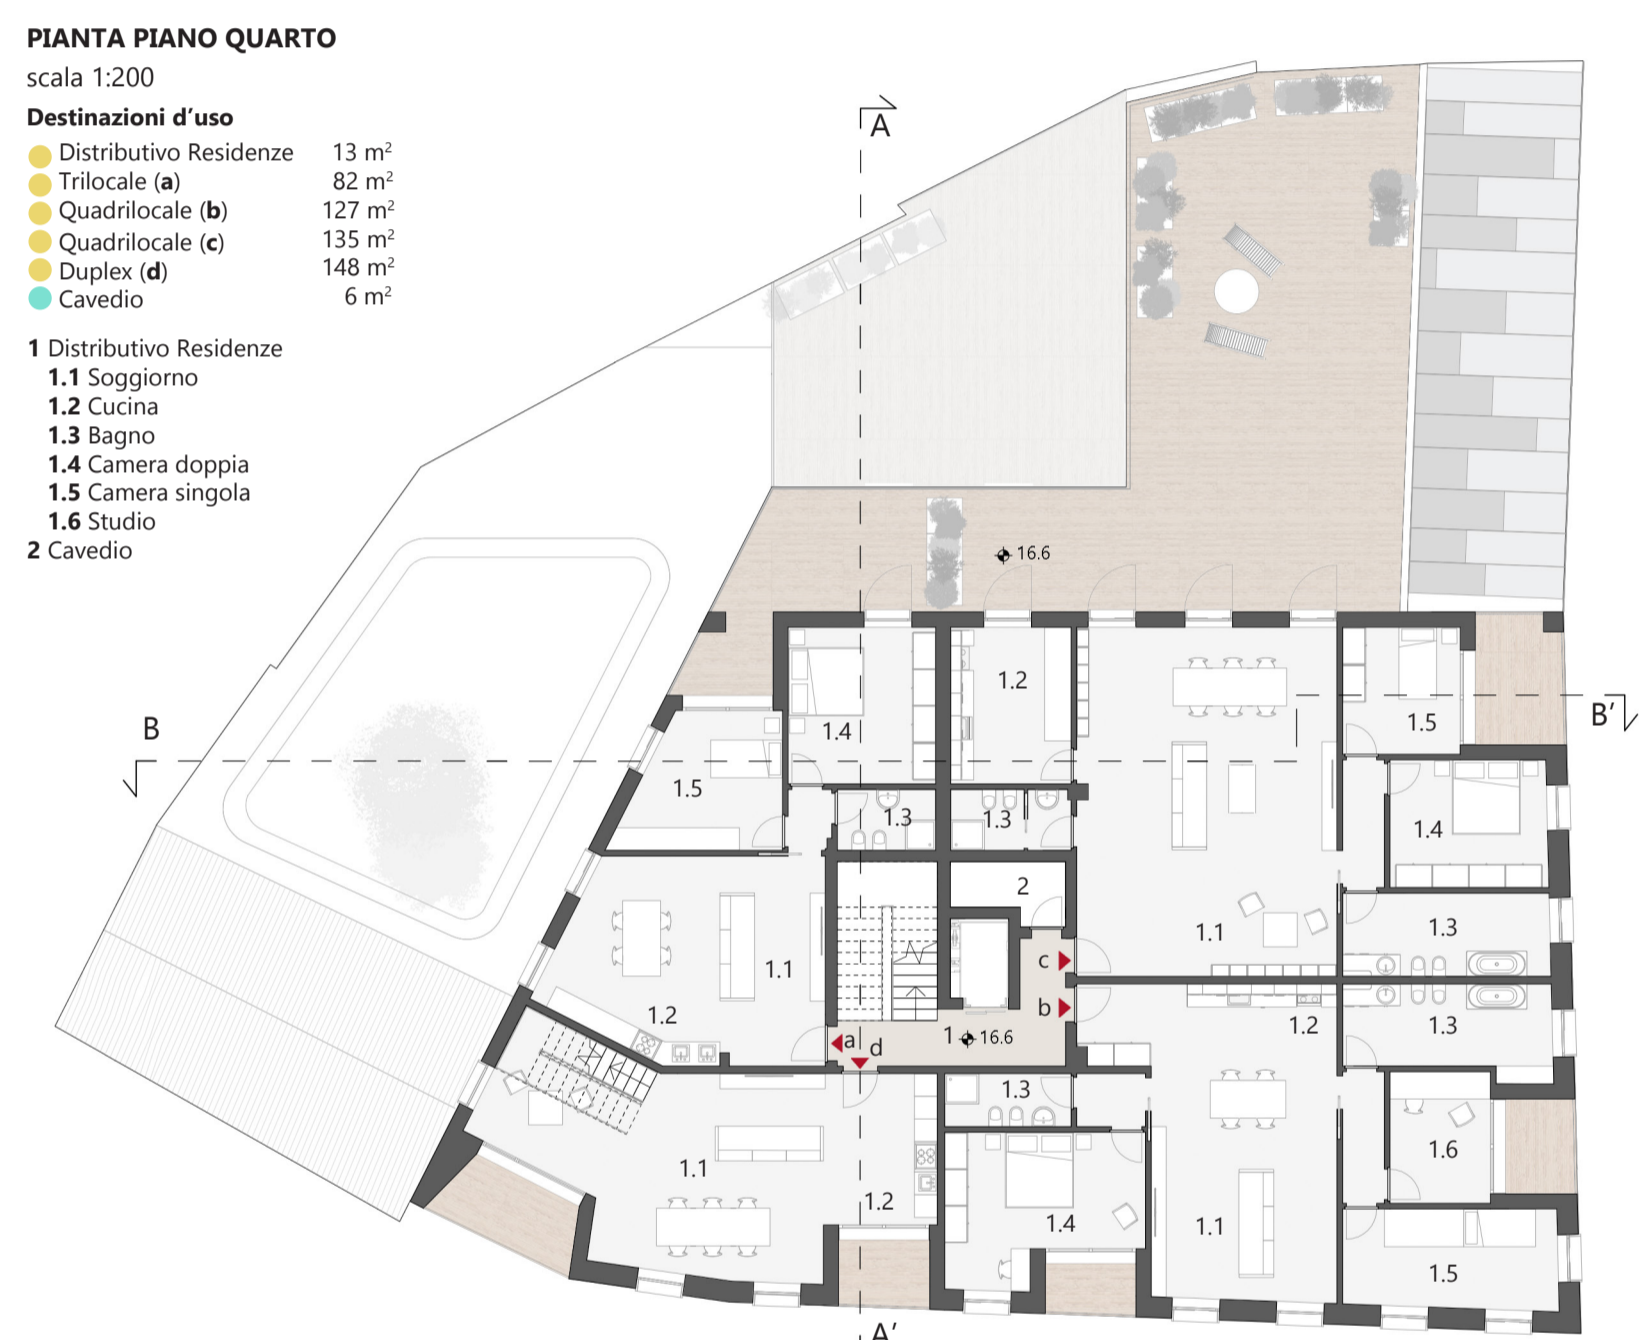 PIANTA PIANO QUARTO
scala 1:200
Destinazioni d’uso
Distributivo Residenze 13 m²
Trilocale (a) 82 m²
Quadrilocale (b) 127 m²
Quadrilocale (c) 135 m²
Duplex (d) 148 m²
Cavedio 6 m²
1 Distributivo Residenze
1.1 Soggiorno
1.2 Cucina
1.3 Bagno
1.4 Camera doppia
1.5 Camera singola
1.6 Studio
2 Cavedio
A
16.6
1.2
B
B’
1.4
1.5
1.5
1.3
1.3
1.4
2
1.1
1.3
c
1.1
b
1.2
1.2
1.3
a
d
1
16.6
1.3
1.1
1.6
1.2
1.4
1.1
1.5
A’